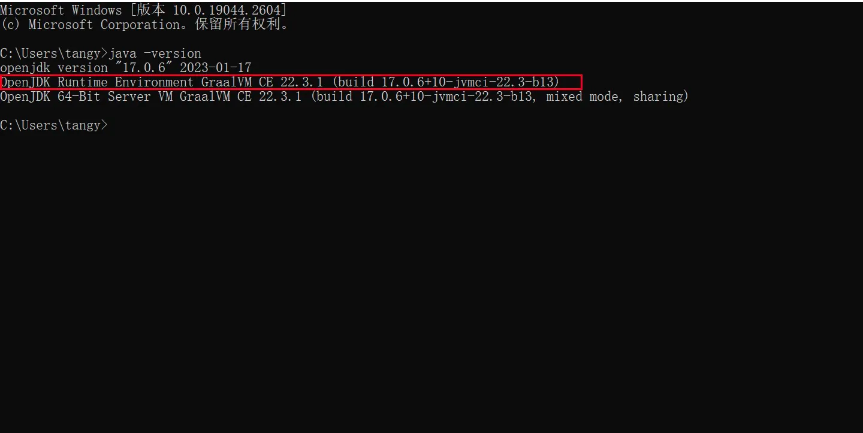 Microsoft Windows [版本 10.0.19044.2604]
(c) Microsoft Corporation。保留所有权利。
C:\Users\tangy>java -version
openjdk version "17.0.6" 2023-01-17
OpenJDK Runtime Environment GraalVM CE 22.3.1 (build 17.0.6+10-jvmci-22.3-b13)
OpenJDK 64-Bit Server VM GraalVM CE 22.3.1 (build 17.0.6+10-jvmci-22.3-b13, mixed mode, sharing)
C:\Users\tangy>